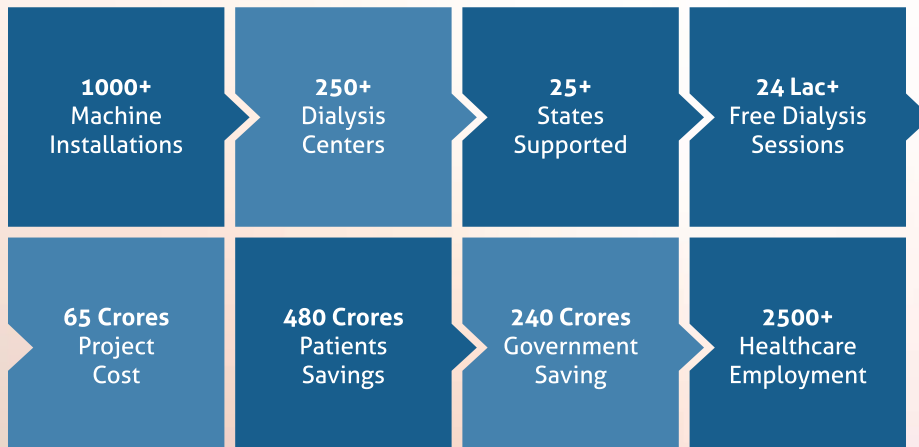 1000+
Machine
Installations
250+
Dialysis
Centers
25+
States
Supported
24 Lac+
Free Dialysis
Sessions
65 Crores
Project
Cost
480 Crores
Patients
Savings
240 Crores
Government
Saving
2500+
Healthcare
Employment